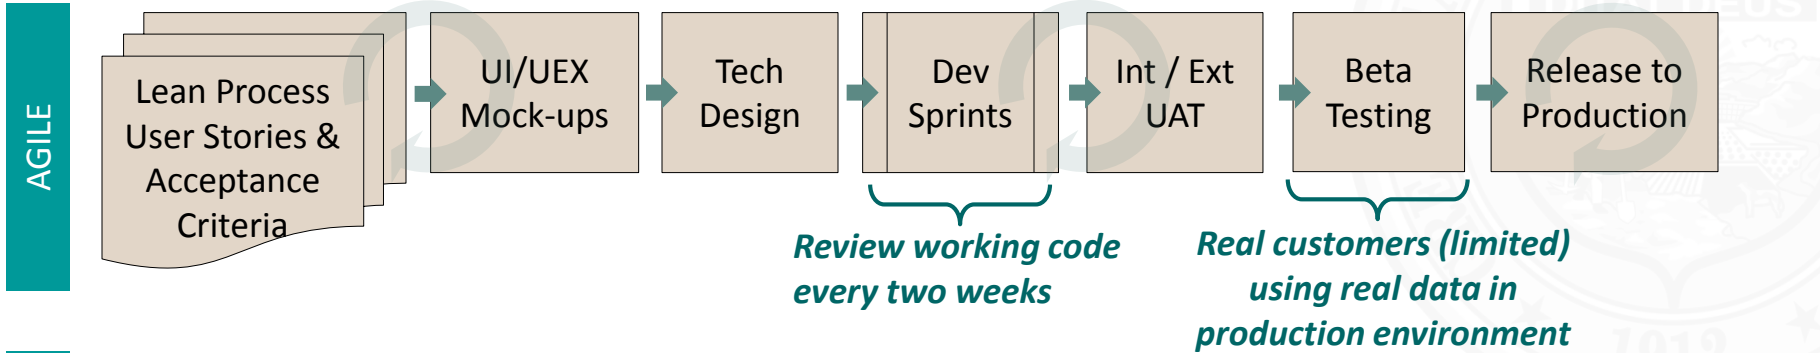 AGILE
Lean Process
User Stories &
Acceptance
Criteria
UI/UEX
Mock-ups
Tech
Design
Dev
Sprints
Int / Ext
UAT
Beta
Testing
Release to
Production
Review working code
every two weeks
Real customers (limited)
using real data in
production environment
1912